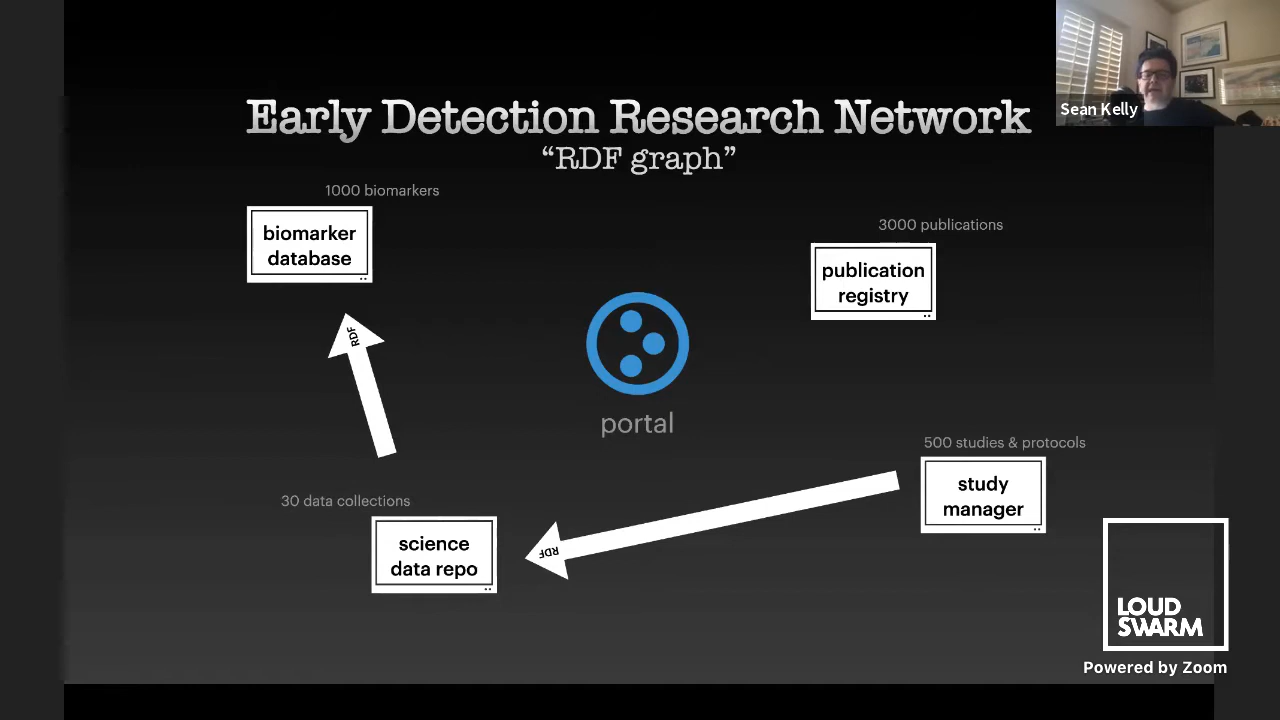 Early Detection Research Network
“RDF graph”
Sean Kelly
1000 biomarkers
biomarker
database
3000 publications
publication
registry
RDF
portal
500 studies & protocols
study
manager
30 data collections
science
data repo
RDF
LOUD
SWARM
Powered by Zoom